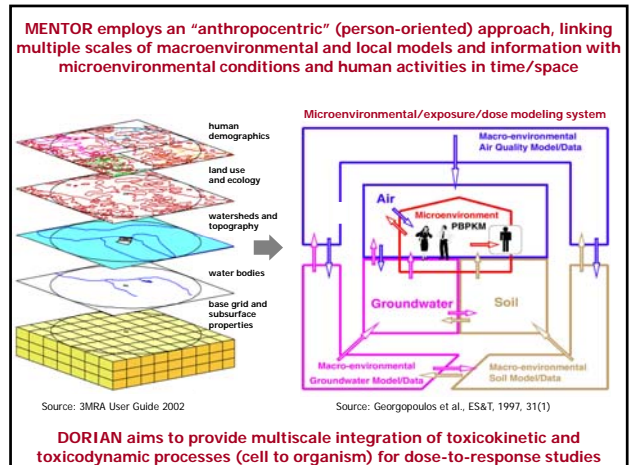 MENTOR employs an “anthropocentric” (person-oriented) approach, linking
multiple scales of macroenvironmental and local models and information with
microenvironmental conditions and human activities in time/space
human
demographics
land use
and ecology
watersheds and
topography
water bodies
base grid and
subsurface
properties
Source: 3MRA User Guide 2002
Microenvironmental/exposure/dose modeling system
Macro-environmental
Air Quality Model/Data
Air
Microenvironment
PBPKM
Groundwater
Soil
Macro-environmental
Groundwater Model/Data
Macro-environmental
Soil Model/Data
Source: Georgopoulos et al., ES&T, 1997, 31(1)
DORIAN aims to provide multiscale integration of toxicokinetic and
toxicodynamic processes (cell to organism) for dose-to-response studies